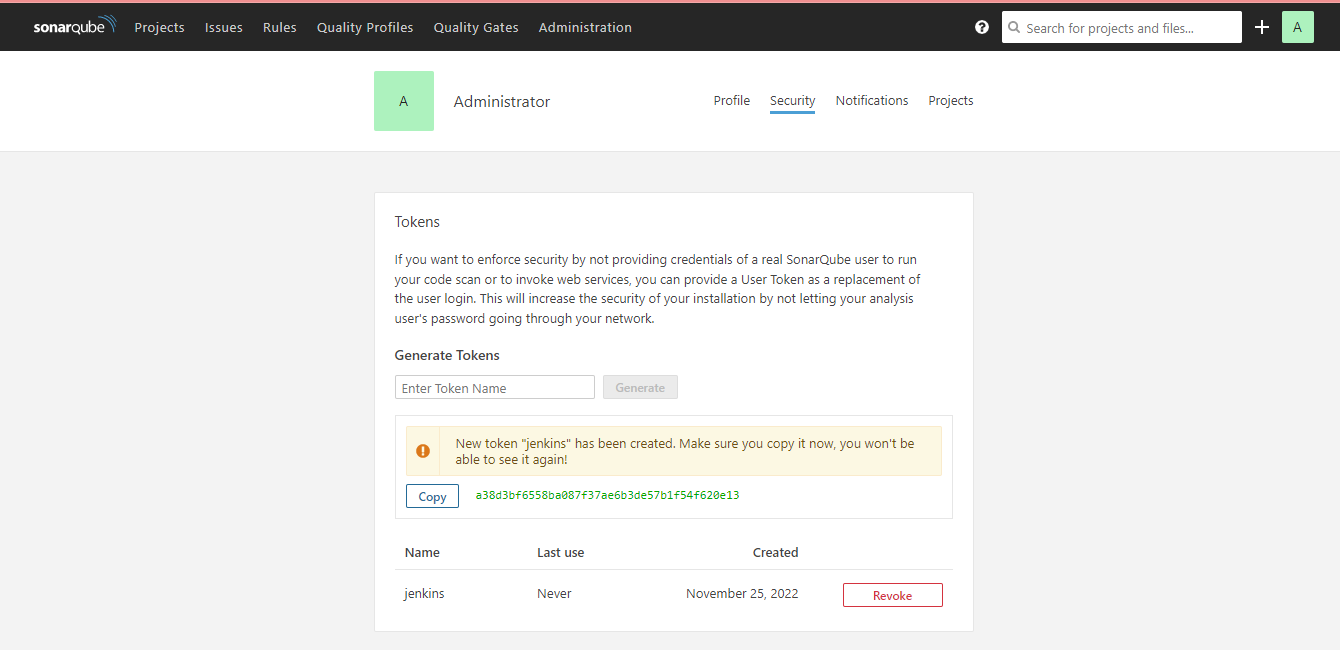 sonarqube Projects Issues Rules Quality Profiles Quality Gates Administration ? Search for projects and files... + A
A Administrator Profile Security Notifications Projects
Tokens
If you want to enforce security by not providing credentials of a real SonarQube user to run
your code scan or to invoke web services, you can provide a User Token as a replacement of
the user login. This will increase the security of your installation by not letting your analysis
user's password going through your network.
Generate Tokens
Enter Token Name Generate
New token "jenkins" has been created. Make sure you copy it now, you won't be
able to see it again!
Copy a38d3bf6558ba087f37ae6b3de57b1f54f620e13
Name Last use Created
jenkins Never November 25, 2022 Revoke